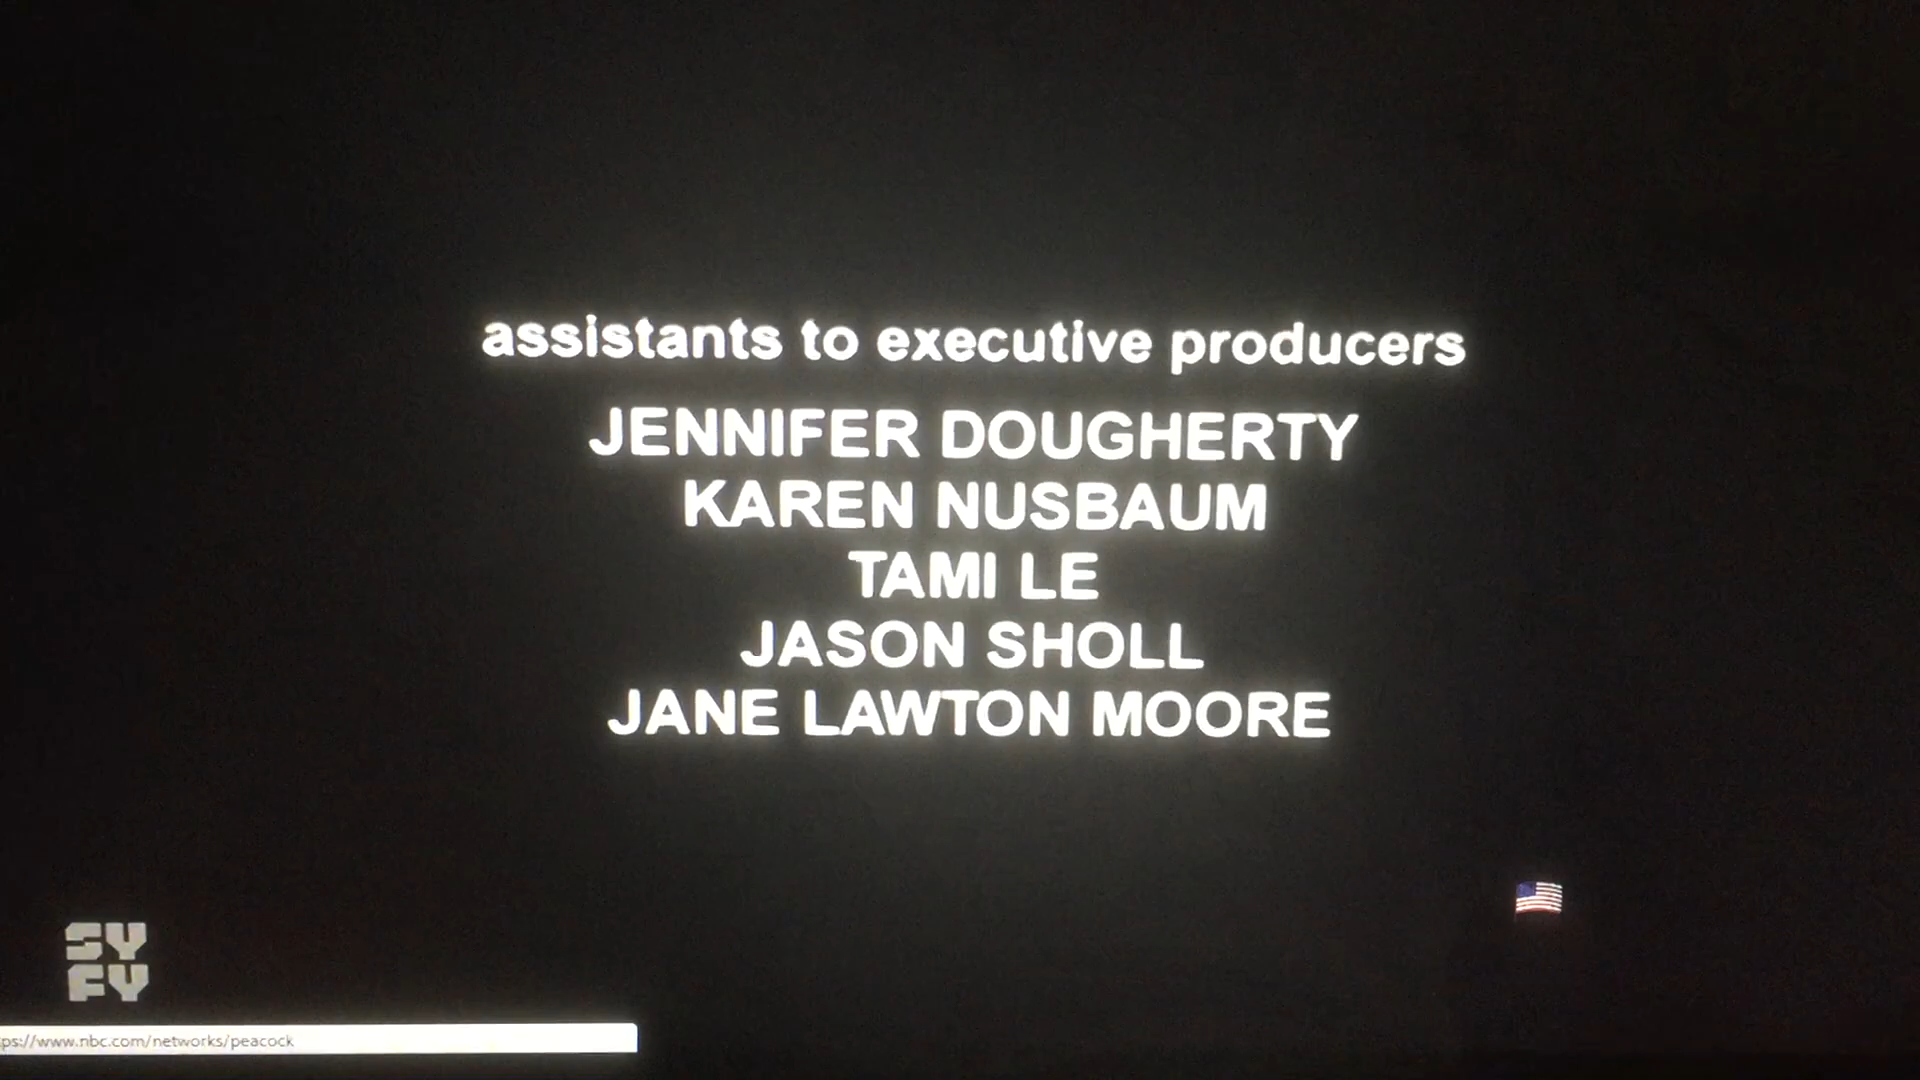 assistants to executive producers
JENNIFER DOUGHERTY
KAREN NUSBAUM
TAMI LE
JASON SHOLL
JANE LAWTON MOORE
SY
FY
ps://www.nbc.com/networks/peacock